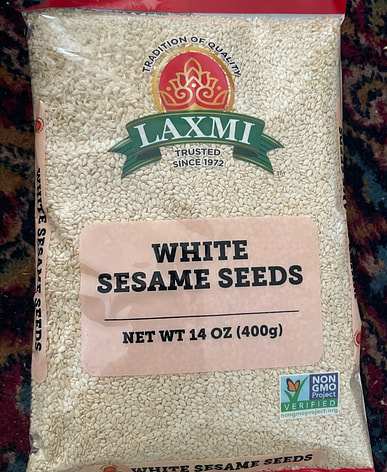 TRADITION OF QUALITY
LAXMI
TRUSTED
SINCE 1972
WHITE
SESAME SEEDS
NET WT 14 OZ (400g)
NON
GMO
Project
VERIFIED
nongmoproject.org
WHITE SESAME SEEDS
WHITE SESAME SEEDS